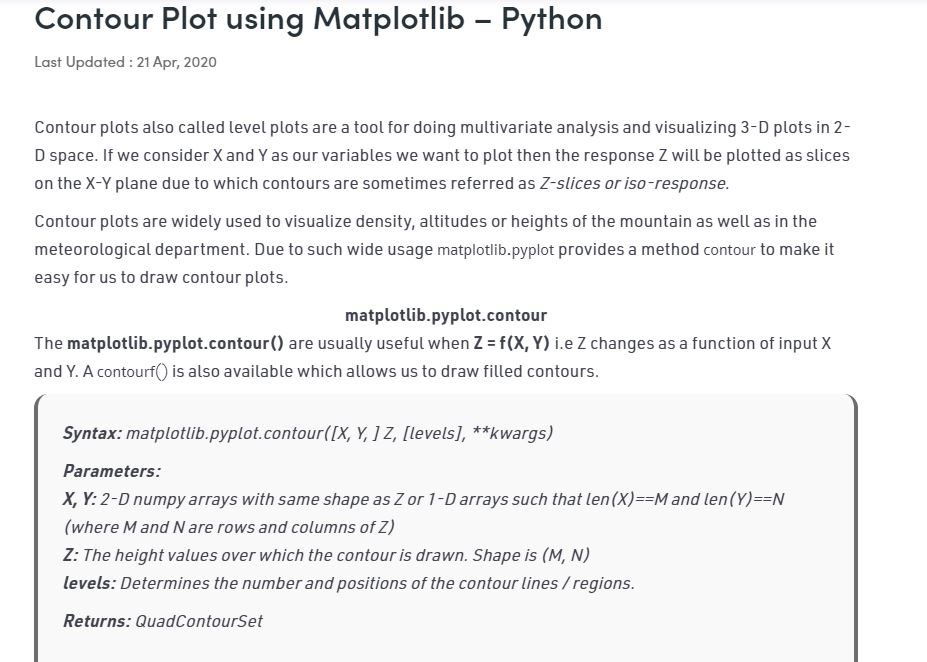 Contour Plot using Matplotlib – Python
Last Updated : 21 Apr, 2020
Contour plots also called level plots are a tool for doing multivariate analysis and visualizing 3-D plots in 2-
D space. If we consider X and Y as our variables we want to plot then the response Z will be plotted as slices
on the X-Y plane due to which contours are sometimes referred as Z-slices or iso-response.
Contour plots are widely used to visualize density, altitudes or heights of the mountain as well as in the
meteorological department. Due to such wide usage matplotlib.pyplot provides a method contour to make it
easy for us to draw contour plots.
matplotlib.pyplot.contour
The matplotlib.pyplot.contour() are usually useful when Z = f(X, Y) i.e Z changes as a function of input X
and Y. A contourf() is also available which allows us to draw filled contours.
Syntax: matplotlib.pyplot.contour([X, Y, ] Z, [levels], **kwargs)
Parameters:
X, Y: 2-D numpy arrays with same shape as Z or 1-D arrays such that len(X)==M and len(Y)==N
(where M and N are rows and columns of Z)
Z: The height values over which the contour is drawn. Shape is (M, N)
levels: Determines the number and positions of the contour lines / regions.
Returns: QuadContourSet